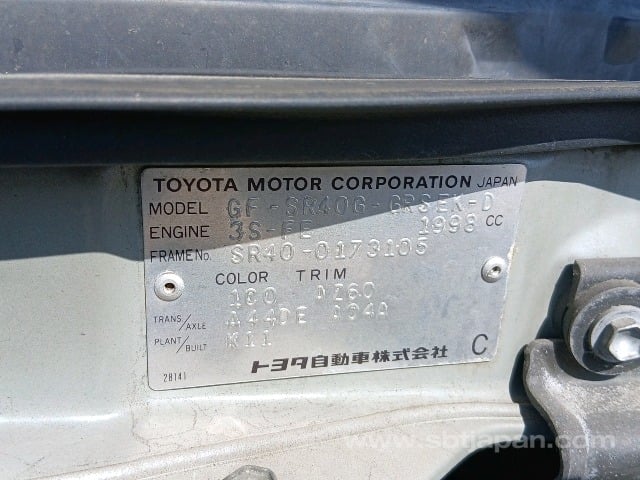 TOYOTA MOTOR CORPORATION JAPAN
MODEL GF-SR40G-GRSEK-D
ENGINE 3S-FE 1998 CC
FRAME No. SR40-0173105
COLOR TRIM
1C0 AZ60
TRANS./AXLE A44DE A04A
PLANT/BUILT K11
トヨタ自動車株式会社 C
28141
www.sbtjapan.com